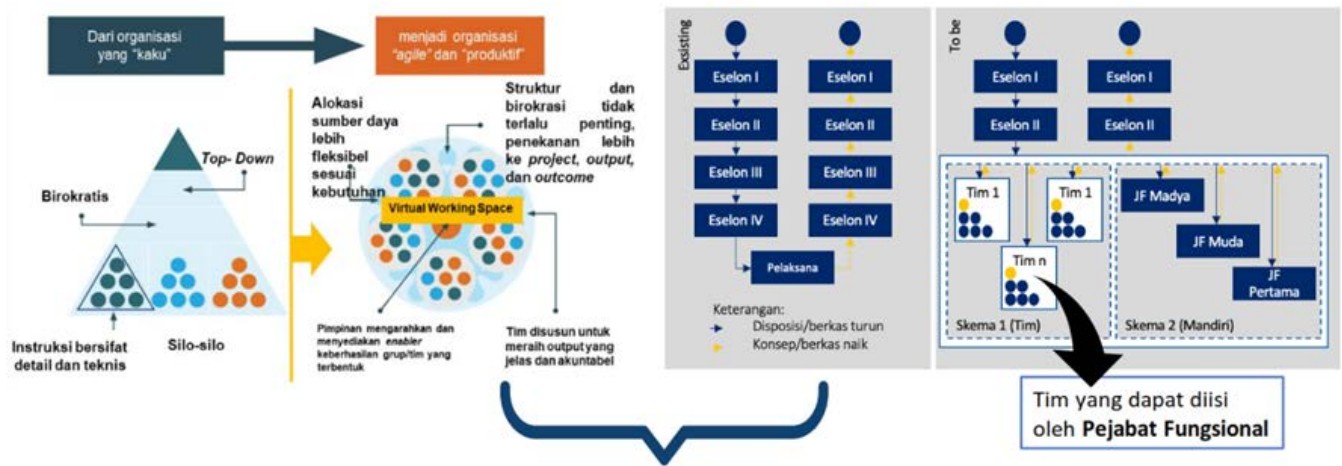 Dari organisasi
yang "kaku"
menjadi organisasi
"agile" dan "produktif"
Top- Down
Birokratis
Instruksi bersifat
detail dan teknis
Silo-silo
Alokasi
sumber daya
lebih
fleksibel
sesuai
kebutuhan
Struktur dan
birokrasi tidak
terlalu penting,
penekanan lebih
ke project, output,
dan outcome
Virtual Working Space
Pimpinan mengarahkan dan
menyediakan enabler
keberhasilan grup/tim yang
terbentuk
Tim disusun untuk
meraih output yang
jelas dan akuntabel
Exsisting
Eselon I
Eselon II
Eselon III
Eselon IV
Pelaksana
Eselon I
Eselon II
Eselon III
Eselon IV
Keterangan:
Disposisi/berkas turun
Konsep/berkas naik
To be
Eselon I
Eselon II
Eselon I
Eselon II
Tim 1
Tim 1
Tim n
Skema 1 (Tim)
JF Madya
JF Muda
JF
Pertama
Skema 2 (Mandiri)
Tim yang dapat diisi
oleh Pejabat Fungsional